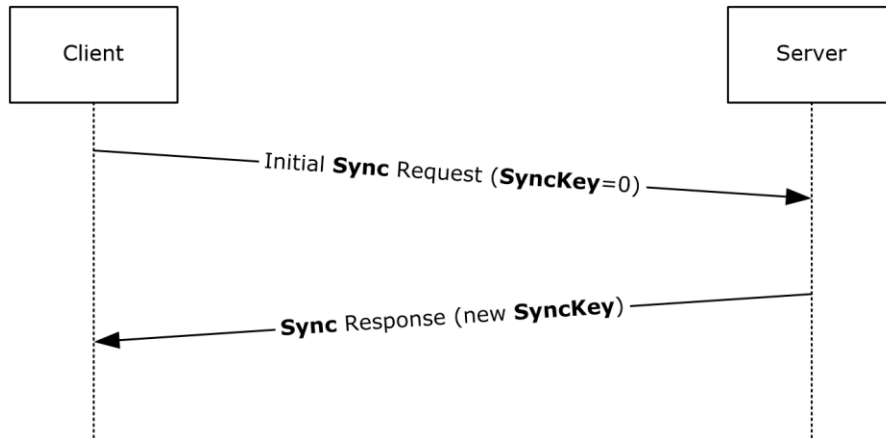 Client
Server
Initial Sync Request (SyncKey=0)
Sync Response (new SyncKey)